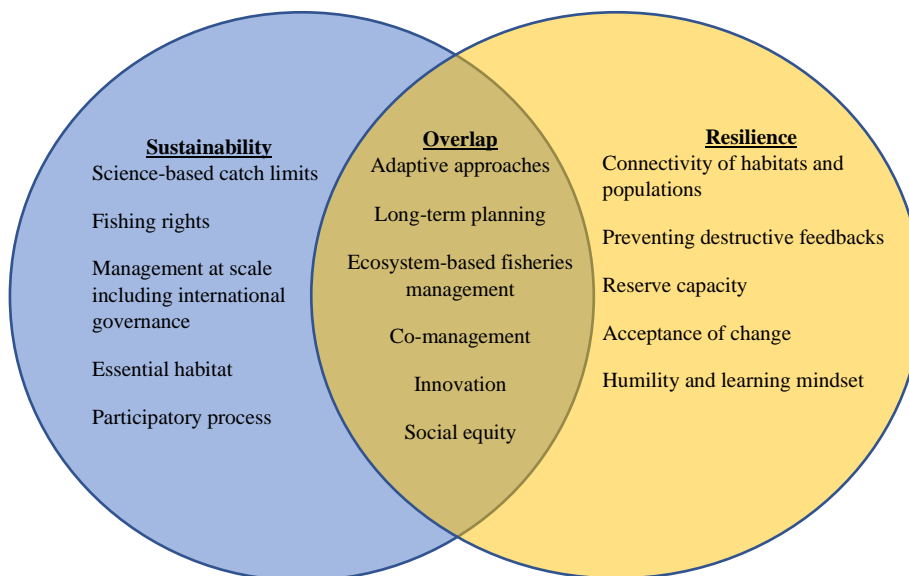 Sustainability
Science-based catch limits
Fishing rights
Management at scale
including international
governance
Essential habitat
Participatory process
Overlap
Adaptive approaches
Long-term planning
Ecosystem-based fisheries
management
Co-management
Innovation
Social equity
Resilience
Connectivity of habitats and
populations
Preventing destructive feedbacks
Reserve capacity
Acceptance of change
Humility and learning mindset